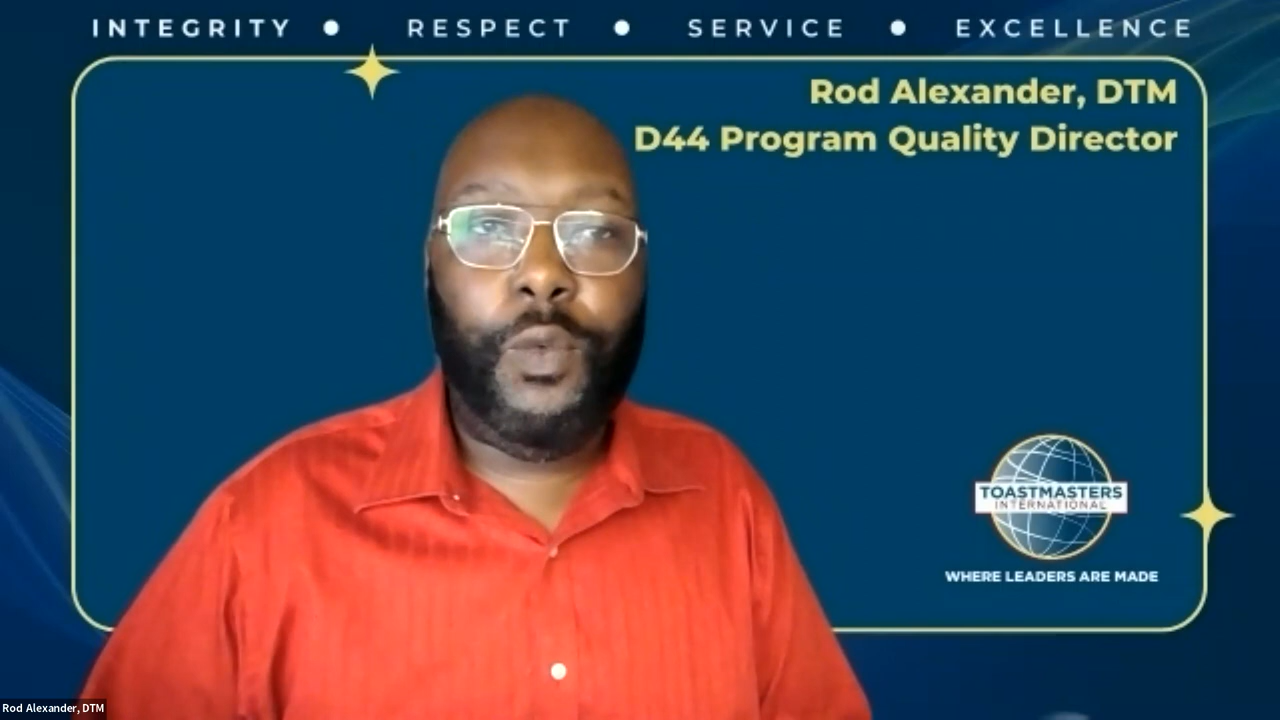 INTEGRITY ● RESPECT ● SERVICE ● EXCELLENCE
Rod Alexander, DTM
D44 Program Quality Director
TOASTMASTERS
INTERNATIONAL
WHERE LEADERS ARE MADE
Rod Alexander, DTM